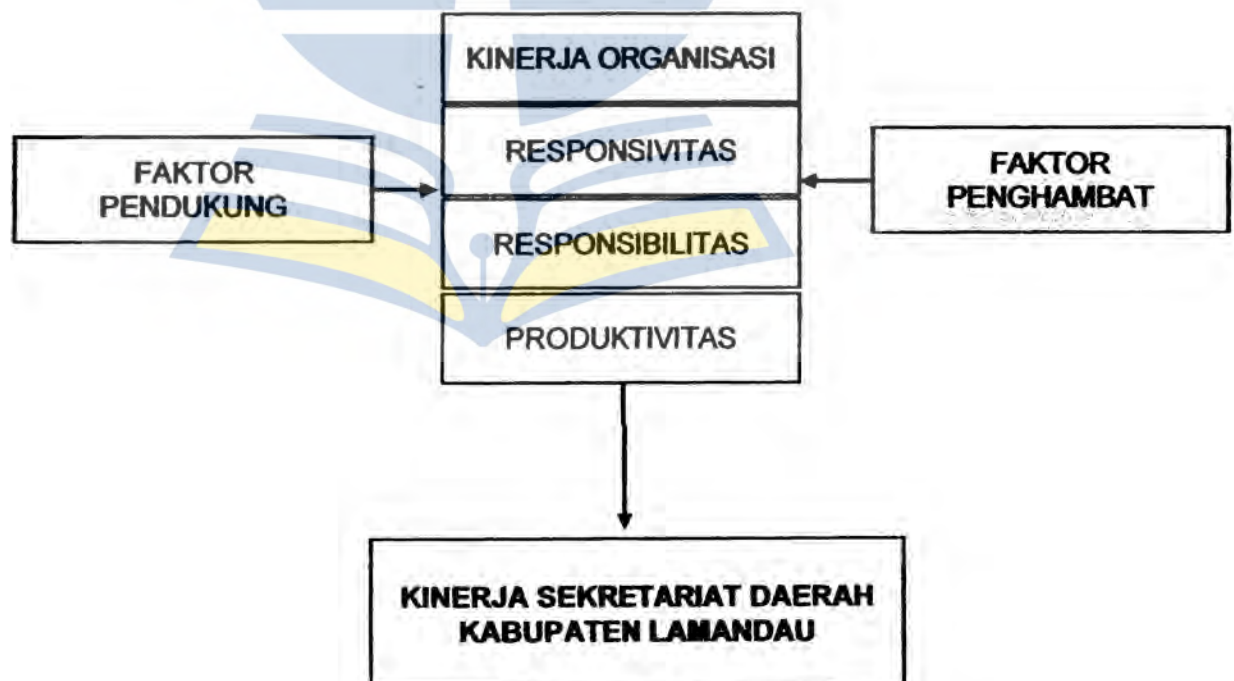 KINERJA ORGANISASI
RESPONSIVITAS
RESPONSIBILITAS
PRODUKTIVITAS
FAKTOR
PENDUKUNG
FAKTOR
PENGHAMBAT
KINERJA SEKRETARIAT DAERAH
KABUPATEN LAMANDAU